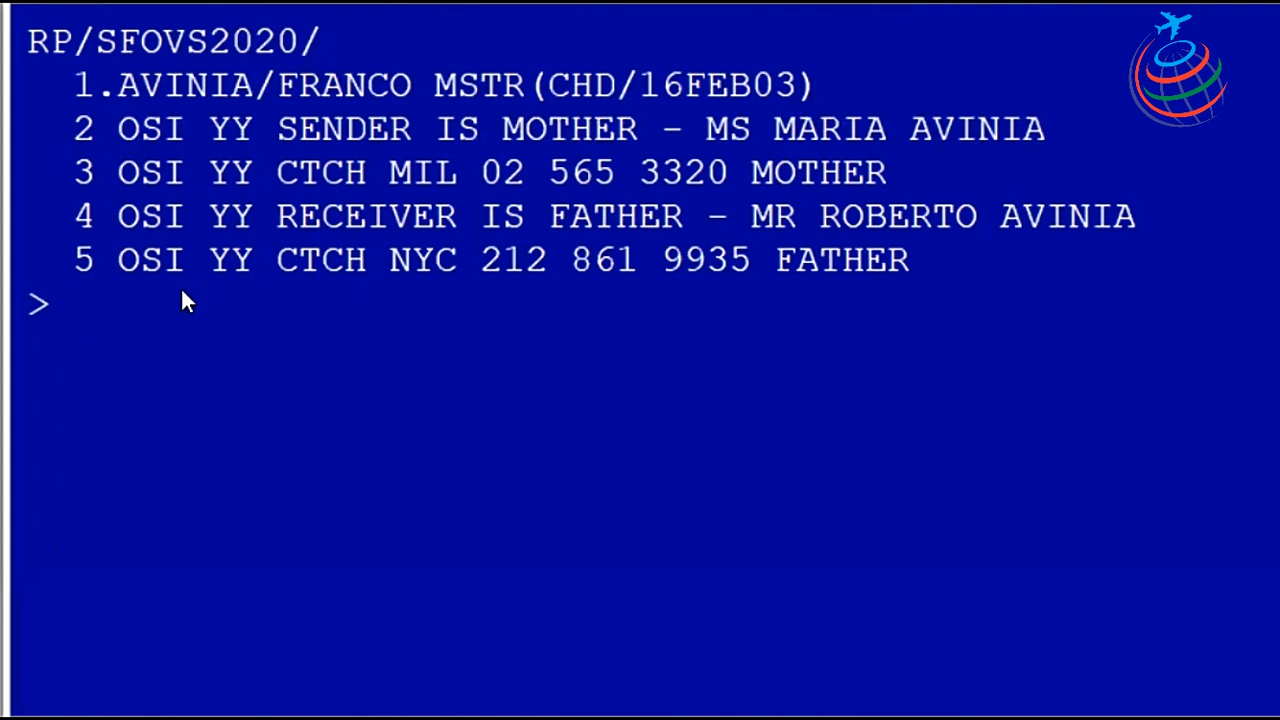 RP/SFOVS2020/
1.AVINIA/FRANCO MSTR(CHD/16FEB03)
2 OSI YY SENDER IS MOTHER - MS MARIA AVINIA
3 OSI YY CTCH MIL 02 565 3320 MOTHER
4 OSI YY RECEIVER IS FATHER - MR ROBERTO AVINIA
5 OSI YY CTCH NYC 212 861 9935 FATHER
>